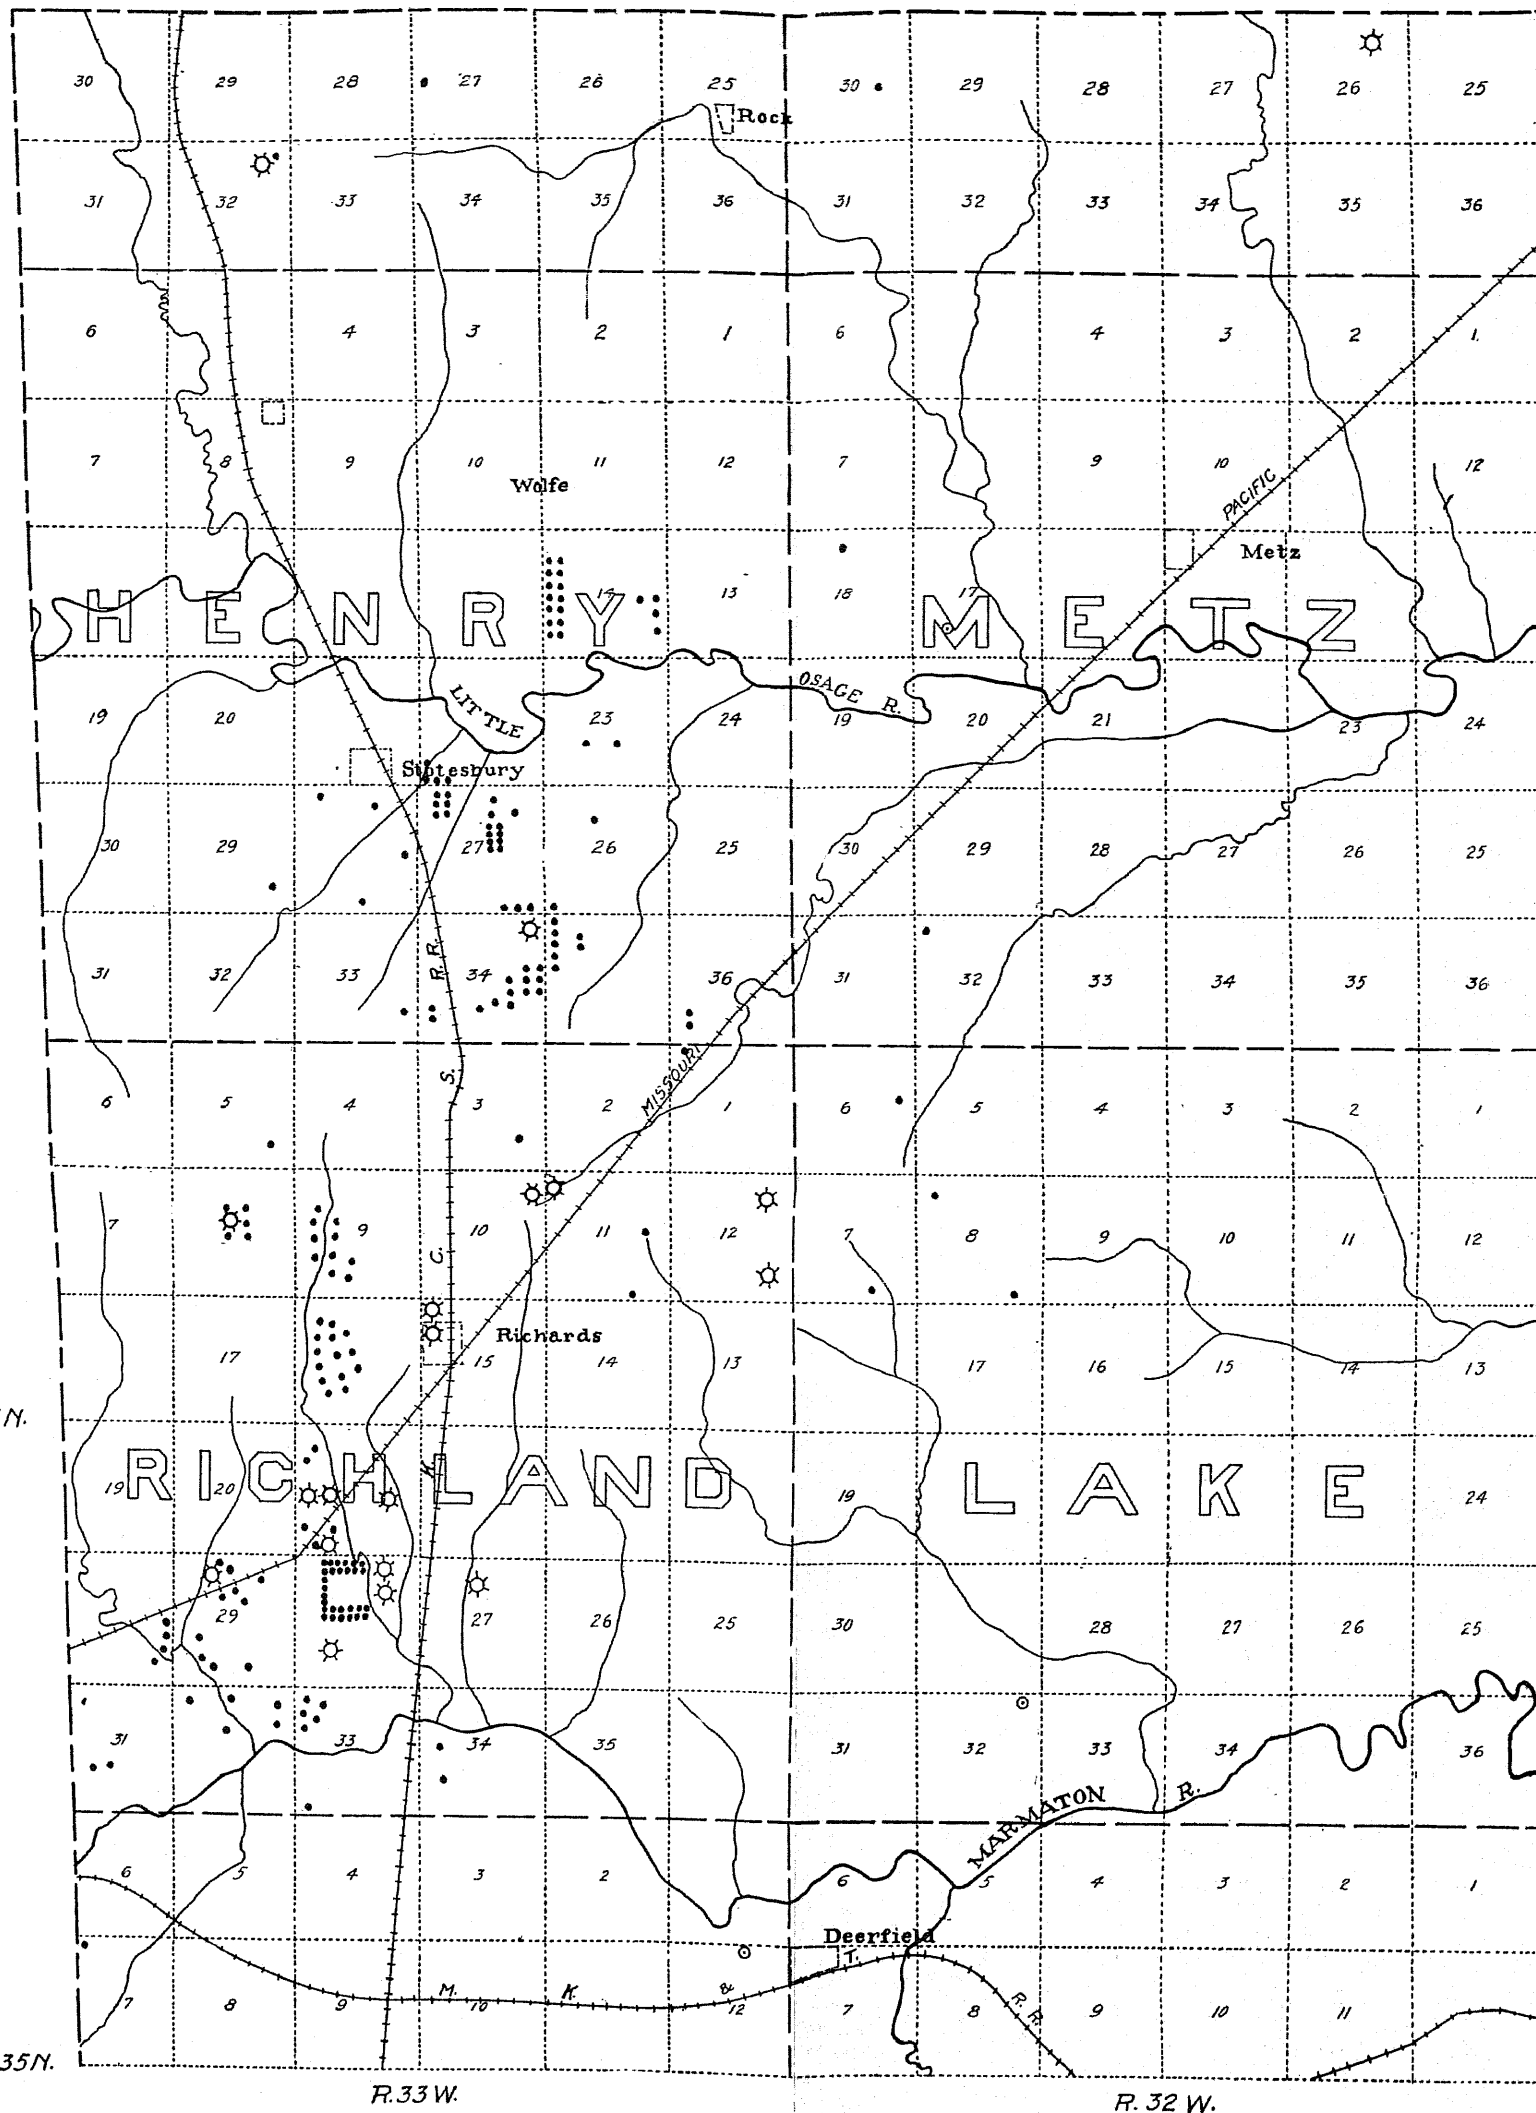 30 29 28 27 26 25 30 29 28 27 26 25
Rock
31 32 33 34 35 36 31 32 33 34 35 36
6 4 3 2 1 6 4 3 2 1
7 8 9 10 11 12 7 9 10 12
Wolfe
PACIFIC
Metz
14 13 18 17
HENRY METZ
LITTLE OSAGE R.
19 20 23 24 19 20 21 23 24
Stotesbury
30 29 27 26 25 30 29 28 27 26 25
R.R.
31 32 33 34 36 31 32 33 34 35 36
S.
MISSOURI
6 5 4 3 2 1 6 5 4 3 2 1
7 9 10 11 12 7 8 9 10 11 12
C.
Richards
17 15 14 13 17 16 15 14 13
N.
K.
RICHLAND LAKE
19 20 19 24
29 27 26 25 30 28 27 26 25
31 33 34 35 31 32 33 34 36
MARMATON R.
6 5 4 3 2 6 5 4 3 2 1
Deerfield
7 8 9 10 12 7 8 9 10 11
M. K. & T. R.R.
35N.
R.33W. R.32W.